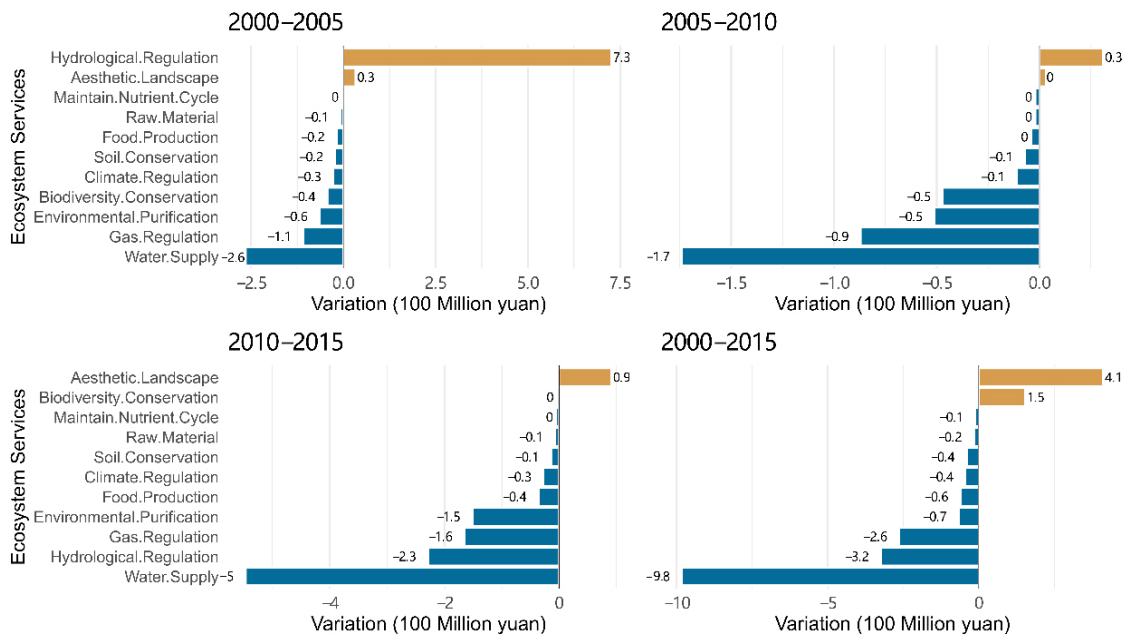 2000–2005
2005–2010
Ecosystem Services
Hydrological.Regulation
Aesthetic.Landscape
Maintain.Nutrient.Cycle
Raw.Material
Food.Production
Soil.Conservation
Climate.Regulation
Biodiversity.Conservation
Environmental.Purification
Gas.Regulation
Water.Supply
7.3
0.3
0
−0.1
−0.2
−0.2
−0.3
−0.4
−0.6
−1.1
−2.6
−2.5 0.0 2.5 5.0 7.5
Variation (100 Million yuan)
0.3
0
0
0
0
−0.1
−0.1
−0.5
−0.5
−0.9
−1.7
−1.5 −1.0 −0.5 0.0
Variation (100 Million yuan)
2010–2015
2000–2015
Ecosystem Services
Aesthetic.Landscape
Biodiversity.Conservation
Maintain.Nutrient.Cycle
Raw.Material
Soil.Conservation
Climate.Regulation
Food.Production
Environmental.Purification
Gas.Regulation
Hydrological.Regulation
Water.Supply
0.9
0
0
−0.1
−0.1
−0.3
−0.4
−1.5
−1.6
−2.3
−5
−4 −2 0
Variation (100 Million yuan)
4.1
1.5
−0.1
−0.2
−0.4
−0.4
−0.6
−0.7
−2.6
−3.2
−9.8
−10 −5 0
Variation (100 Million yuan)